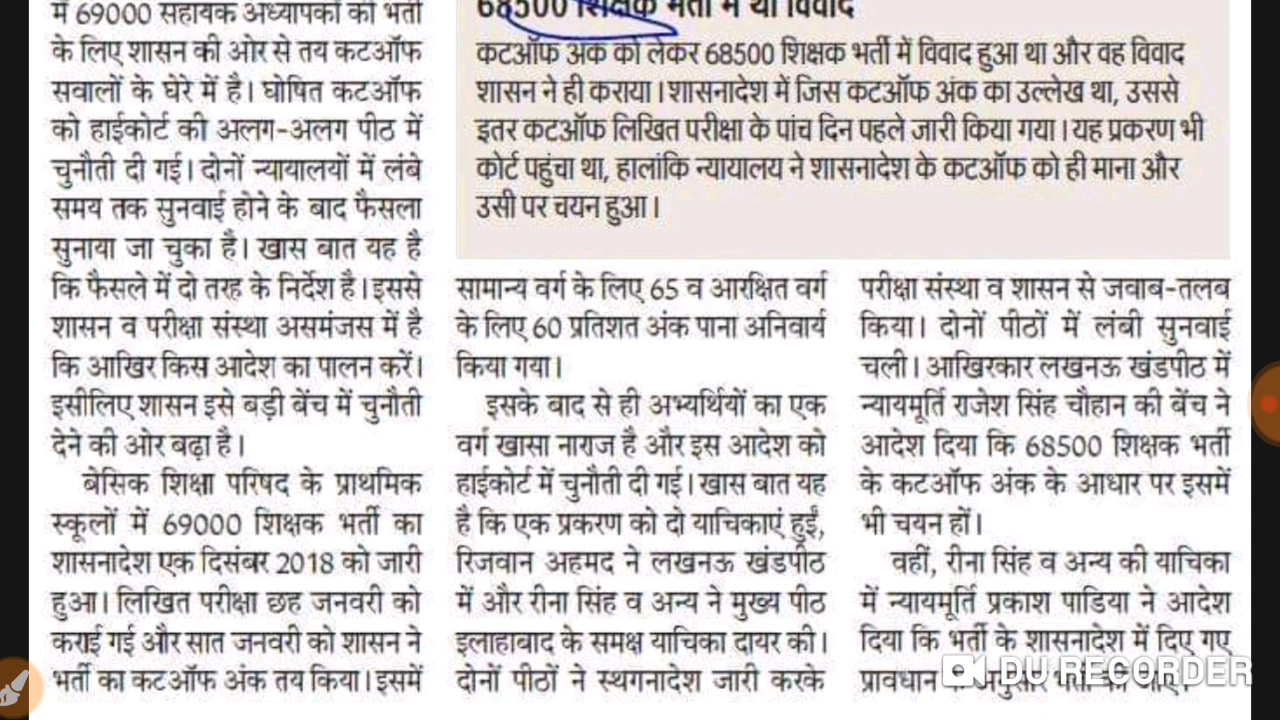 में 69000 सहायक अध्यापकों की भर्ती
के लिए शासन की ओर से तय कटऑफ
सवालों के घेरे में है। घोषित कटऑफ
को हाईकोर्ट की अलग-अलग पीठ में
चुनौती दी गई। दोनों न्यायालयों में लंबे
समय तक सुनवाई होने के बाद फैसला
सुनाया जा चुका है। खास बात यह है
कि फैसले में दो तरह के निर्देश है। इससे
शासन व परीक्षा संस्था असमंजस में है
कि आखिर किस आदेश का पालन करें।
इसीलिए शासन इसे बड़ी बेंच में चुनौती
देने की ओर बढ़ा है।
बेसिक शिक्षा परिषद के प्राथमिक
स्कूलों में 69000 शिक्षक भर्ती का
शासनादेश एक दिसंबर 2018 को जारी
हुआ। लिखित परीक्षा छह जनवरी को
कराई गई और सात जनवरी को शासन ने
भर्ती का कटऑफ अंक तय किया। इसमें
68500 शिक्षक भर्ती में था विवाद
कटऑफ अंक को लेकर 68500 शिक्षक भर्ती में विवाद हुआ था और वह विवाद
शासन ने ही कराया। शासनादेश में जिस कटऑफ अंक का उल्लेख था, उससे
इतर कटऑफ लिखित परीक्षा के पांच दिन पहले जारी किया गया। यह प्रकरण भी
कोर्ट पहुंचा था, हालांकि न्यायालय ने शासनादेश के कटऑफ को ही माना और
उसी पर चयन हुआ।
सामान्य वर्ग के लिए 65 व आरक्षित वर्ग
के लिए 60 प्रतिशत अंक पाना अनिवार्य
किया गया।
इसके बाद से ही अभ्यर्थियों का एक
वर्ग खासा नाराज है और इस आदेश को
हाईकोर्ट में चुनौती दी गई। खास बात यह
है कि एक प्रकरण को दो याचिकाएं हुईं,
रिजवान अहमद ने लखनऊ खंडपीठ
में और रीना सिंह व अन्य ने मुख्य पीठ
इलाहाबाद के समक्ष याचिका दायर की।
दोनों पीठों ने स्थगनादेश जारी करके
परीक्षा संस्था व शासन से जवाब-तलब
किया। दोनों पीठों में लंबी सुनवाई
चली। आखिरकार लखनऊ खंडपीठ में
न्यायमूर्ति राजेश सिंह चौहान की बेंच ने
आदेश दिया कि 68500 शिक्षक भर्ती
के कटऑफ अंक के आधार पर इसमें
भी चयन हों।
वहीं, रीना सिंह व अन्य की याचिका
में न्यायमूर्ति प्रकाश पाडिया ने आदेश
दिया कि भर्ती के शासनादेश में दिए गए
प्रावधान के अनुसार भर्ती की जाए।
DU RECORDER